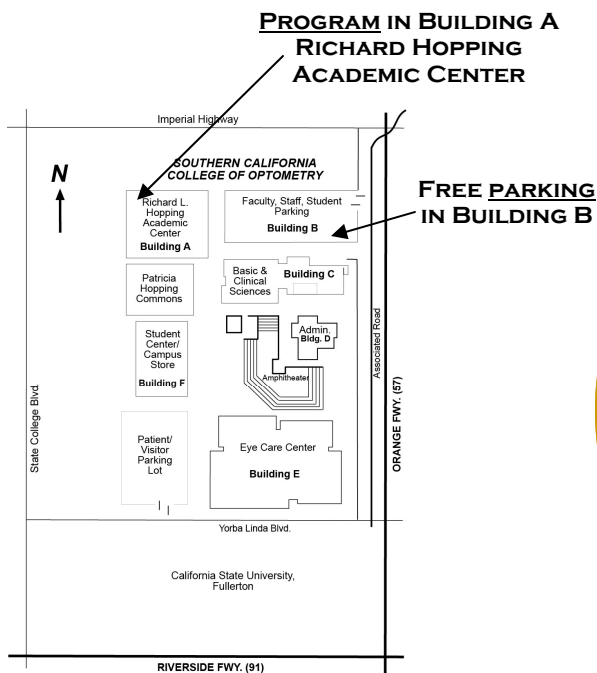 PROGRAM IN BUILDING A
RICHARD HOPPING
ACADEMIC CENTER
Imperial Highway
N
SOUTHERN CALIFORNIA
COLLEGE OF OPTOMETRY
FREE PARKING
IN BUILDING B
Richard L.
Hopping
Academic
Center
Building A
Faculty, Staff, Student
Parking
Building B
Patricia
Hopping
Commons
Basic &
Clinical
Sciences
Building C
Student
Center/
Campus
Store
Building F
Admin.
Bldg. D
Amphitheater
Associated Road
ORANGE FWY. (57)
State College Blvd.
Patient/
Visitor
Parking
Lot
Eye Care Center
Building E
Yorba Linda Blvd.
California State University,
Fullerton
RIVERSIDE FWY. (91)